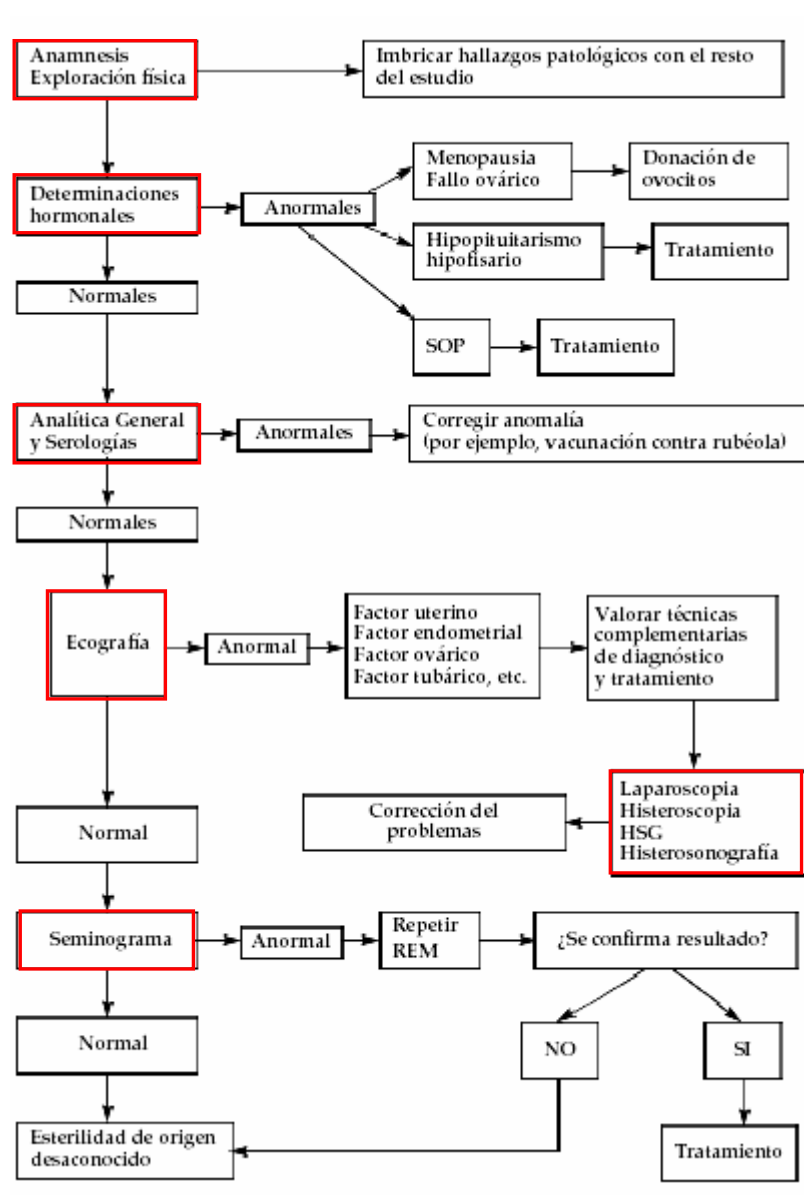 Anamnesis
Exploración física
Imbricar hallazgos patológicos con el resto
del estudio
Determinaciones
hormonales
Anormales
Menopausia
Fallo ovárico
Donación de
ovocitos
Hipopituitarismo
hipofisario
Tratamiento
SOP
Tratamiento
Normales
Analítica General
y Serologías
Anormales
Corregir anomalía
(por ejemplo, vacunación contra rubéola)
Normales
Ecografía
Anormal
Factor uterino
Factor endometrial
Factor ovárico
Factor tubárico, etc.
Valorar técnicas
complementarias
de diagnóstico
y tratamiento
Laparoscopia
Histeroscopia
HSG
Histerosonografía
Corrección del
problemas
Normal
Seminograma
Anormal
Repetir
REM
¿Se confirma resultado?
NO
SI
Normal
Esterilidad de origen
desaconocido
Tratamiento